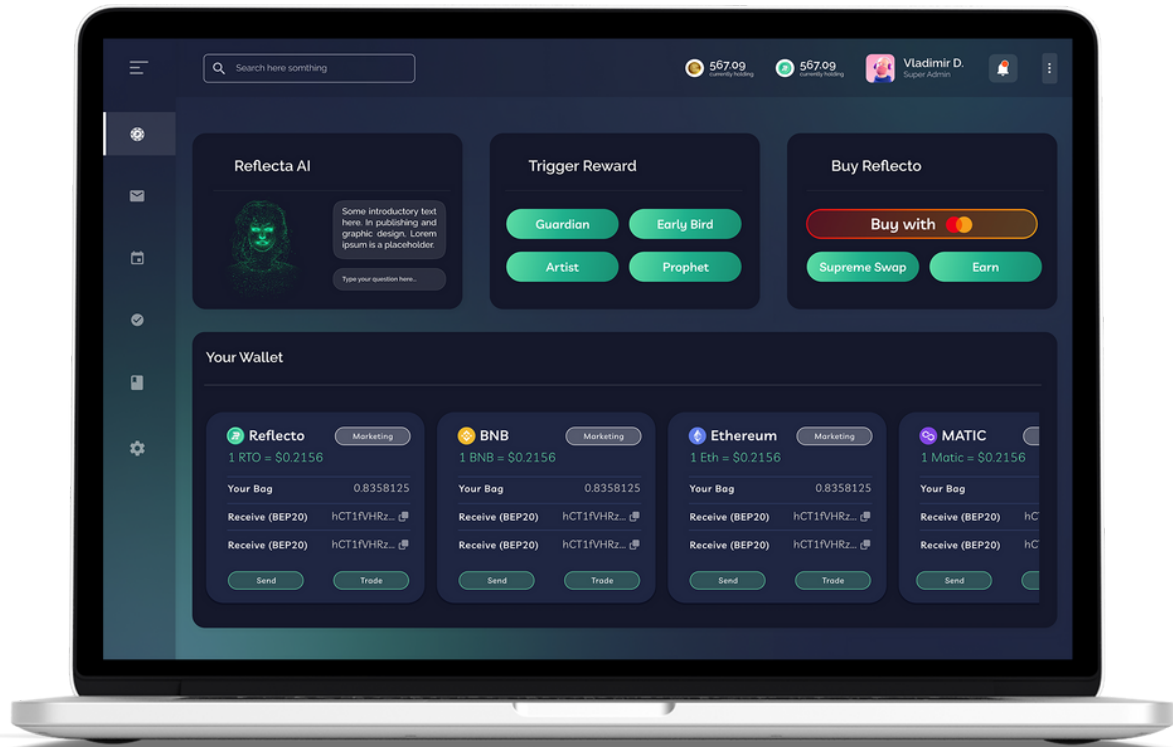 Search here somthing
567.09
currently holding
567.09
currently holding
Vladimir D.
Super Admin
Reflecta AI
Some introductory text
here. In publishing and
graphic design, Lorem
ipsum is a placeholder.
Type your question here...
Trigger Reward
Guardian
Early Bird
Artist
Prophet
Buy Reflecto
Buy with
Supreme Swap
Earn
Your Wallet
Reflecto
Marketing
1 RTO = $0.2156
Your Bag 0.8358125
Receive (BEP20) hCT1fVHRz...
Receive (BEP20) hCT1fVHRz...
Send
Trade
BNB
Marketing
1 BNB = $0.2156
Your Bag 0.8358125
Receive (BEP20) hCT1fVHRz...
Receive (BEP20) hCT1fVHRz...
Send
Trade
Ethereum
Marketing
1 Eth = $0.2156
Your Bag 0.8358125
Receive (BEP20) hCT1fVHRz...
Receive (BEP20) hCT1fVHRz...
Send
Trade
MATIC
1 Matic = $0.2156
Your Bag
Receive (BEP20) hC
Receive (BEP20) hC
Send